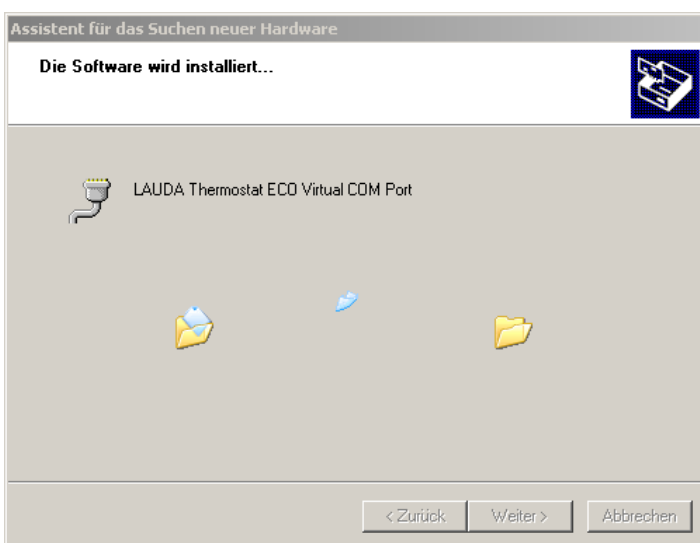 Assistent für das Suchen neuer Hardware
Die Software wird installiert...
LAUDA Thermostat ECO Virtual COM Port
< Zurück
Weiter >
Abbrechen